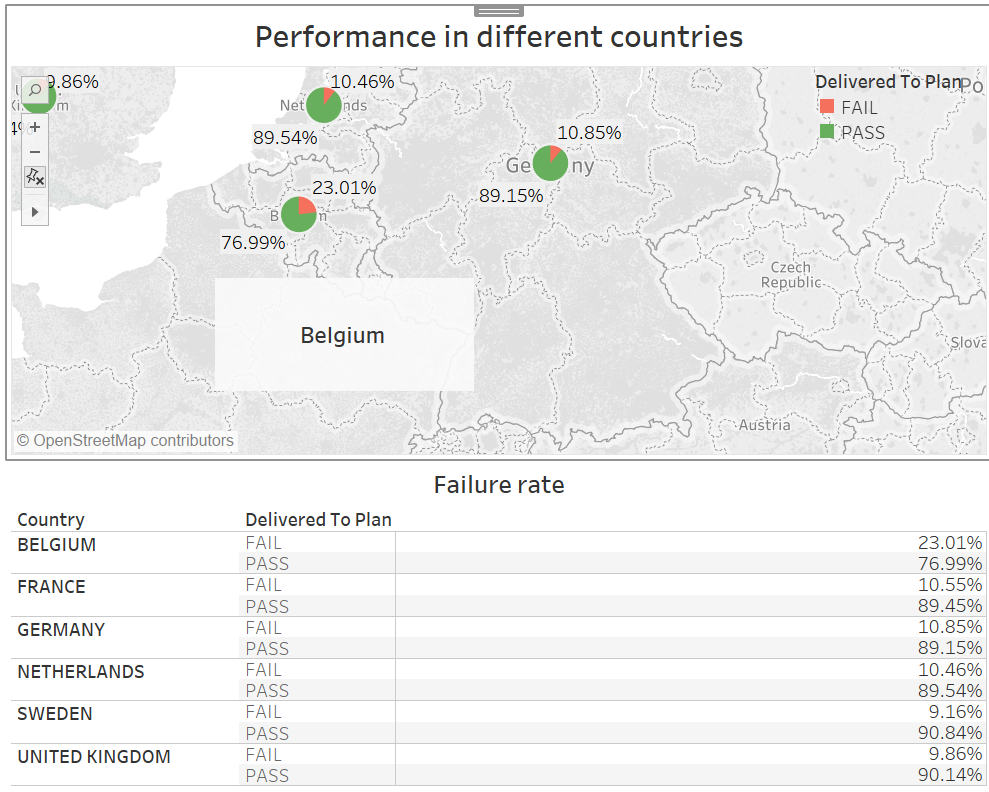 Performance in different countries
9.86%
10.46%
Delivered To Plan
FAIL
PASS
89.54%
10.85%
89.15%
23.01%
76.99%
Czech
Republic
Belgium
Austria
© OpenStreetMap contributors
Failure rate
Country Delivered To Plan
BELGIUM FAIL 23.01%
PASS 76.99%
FRANCE FAIL 10.55%
PASS 89.45%
GERMANY FAIL 10.85%
PASS 89.15%
NETHERLANDS FAIL 10.46%
PASS 89.54%
SWEDEN FAIL 9.16%
PASS 90.84%
UNITED KINGDOM FAIL 9.86%
PASS 90.14%